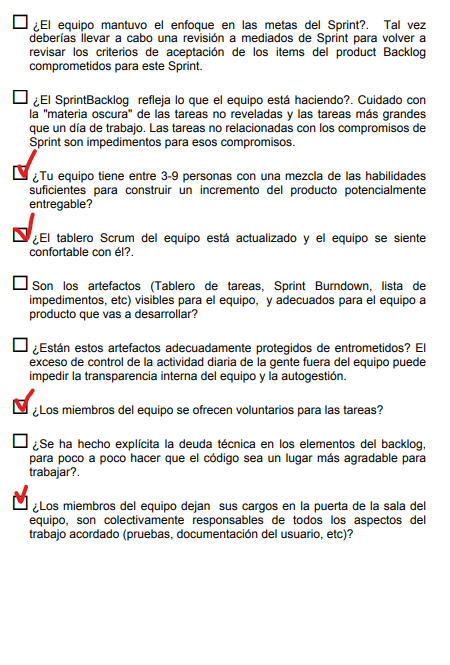 ¿El equipo mantuvo el enfoque en las metas del Sprint?. Tal vez
deberías llevar a cabo una revisión a mediados de Sprint para volver a
revisar los criterios de aceptación de los items del product Backlog
comprometidos para este Sprint.
¿El SprintBacklog refleja lo que el equipo está haciendo?. Cuidado con
la "materia oscura" de las tareas no reveladas y las tareas más grandes
que un día de trabajo. Las tareas no relacionadas con los compromisos de
Sprint son impedimentos para esos compromisos.
¿Tu equipo tiene entre 3-9 personas con una mezcla de las habilidades
suficientes para construir un incremento del producto potencialmente
entregable?
¿El tablero Scrum del equipo está actualizado y el equipo se siente
confortable con él?.
Son los artefactos (Tablero de tareas, Sprint Burndown, lista de
impedimentos, etc) visibles para el equipo, y adecuados para el equipo a
producto que vas a desarrollar?
¿Están estos artefactos adecuadamente protegidos de entrometidos? El
exceso de control de la actividad diaria de la gente fuera del equipo puede
impedir la transparencia interna del equipo y la autogestión.
¿Los miembros del equipo se ofrecen voluntarios para las tareas?
¿Se ha hecho explícita la deuda técnica en los elementos del backlog,
para poco a poco hacer que el código sea un lugar más agradable para
trabajar?.
¿Los miembros del equipo dejan sus cargos en la puerta de la sala del
equipo, son colectivamente responsables de todos los aspectos del
trabajo acordado (pruebas, documentación del usuario, etc)?